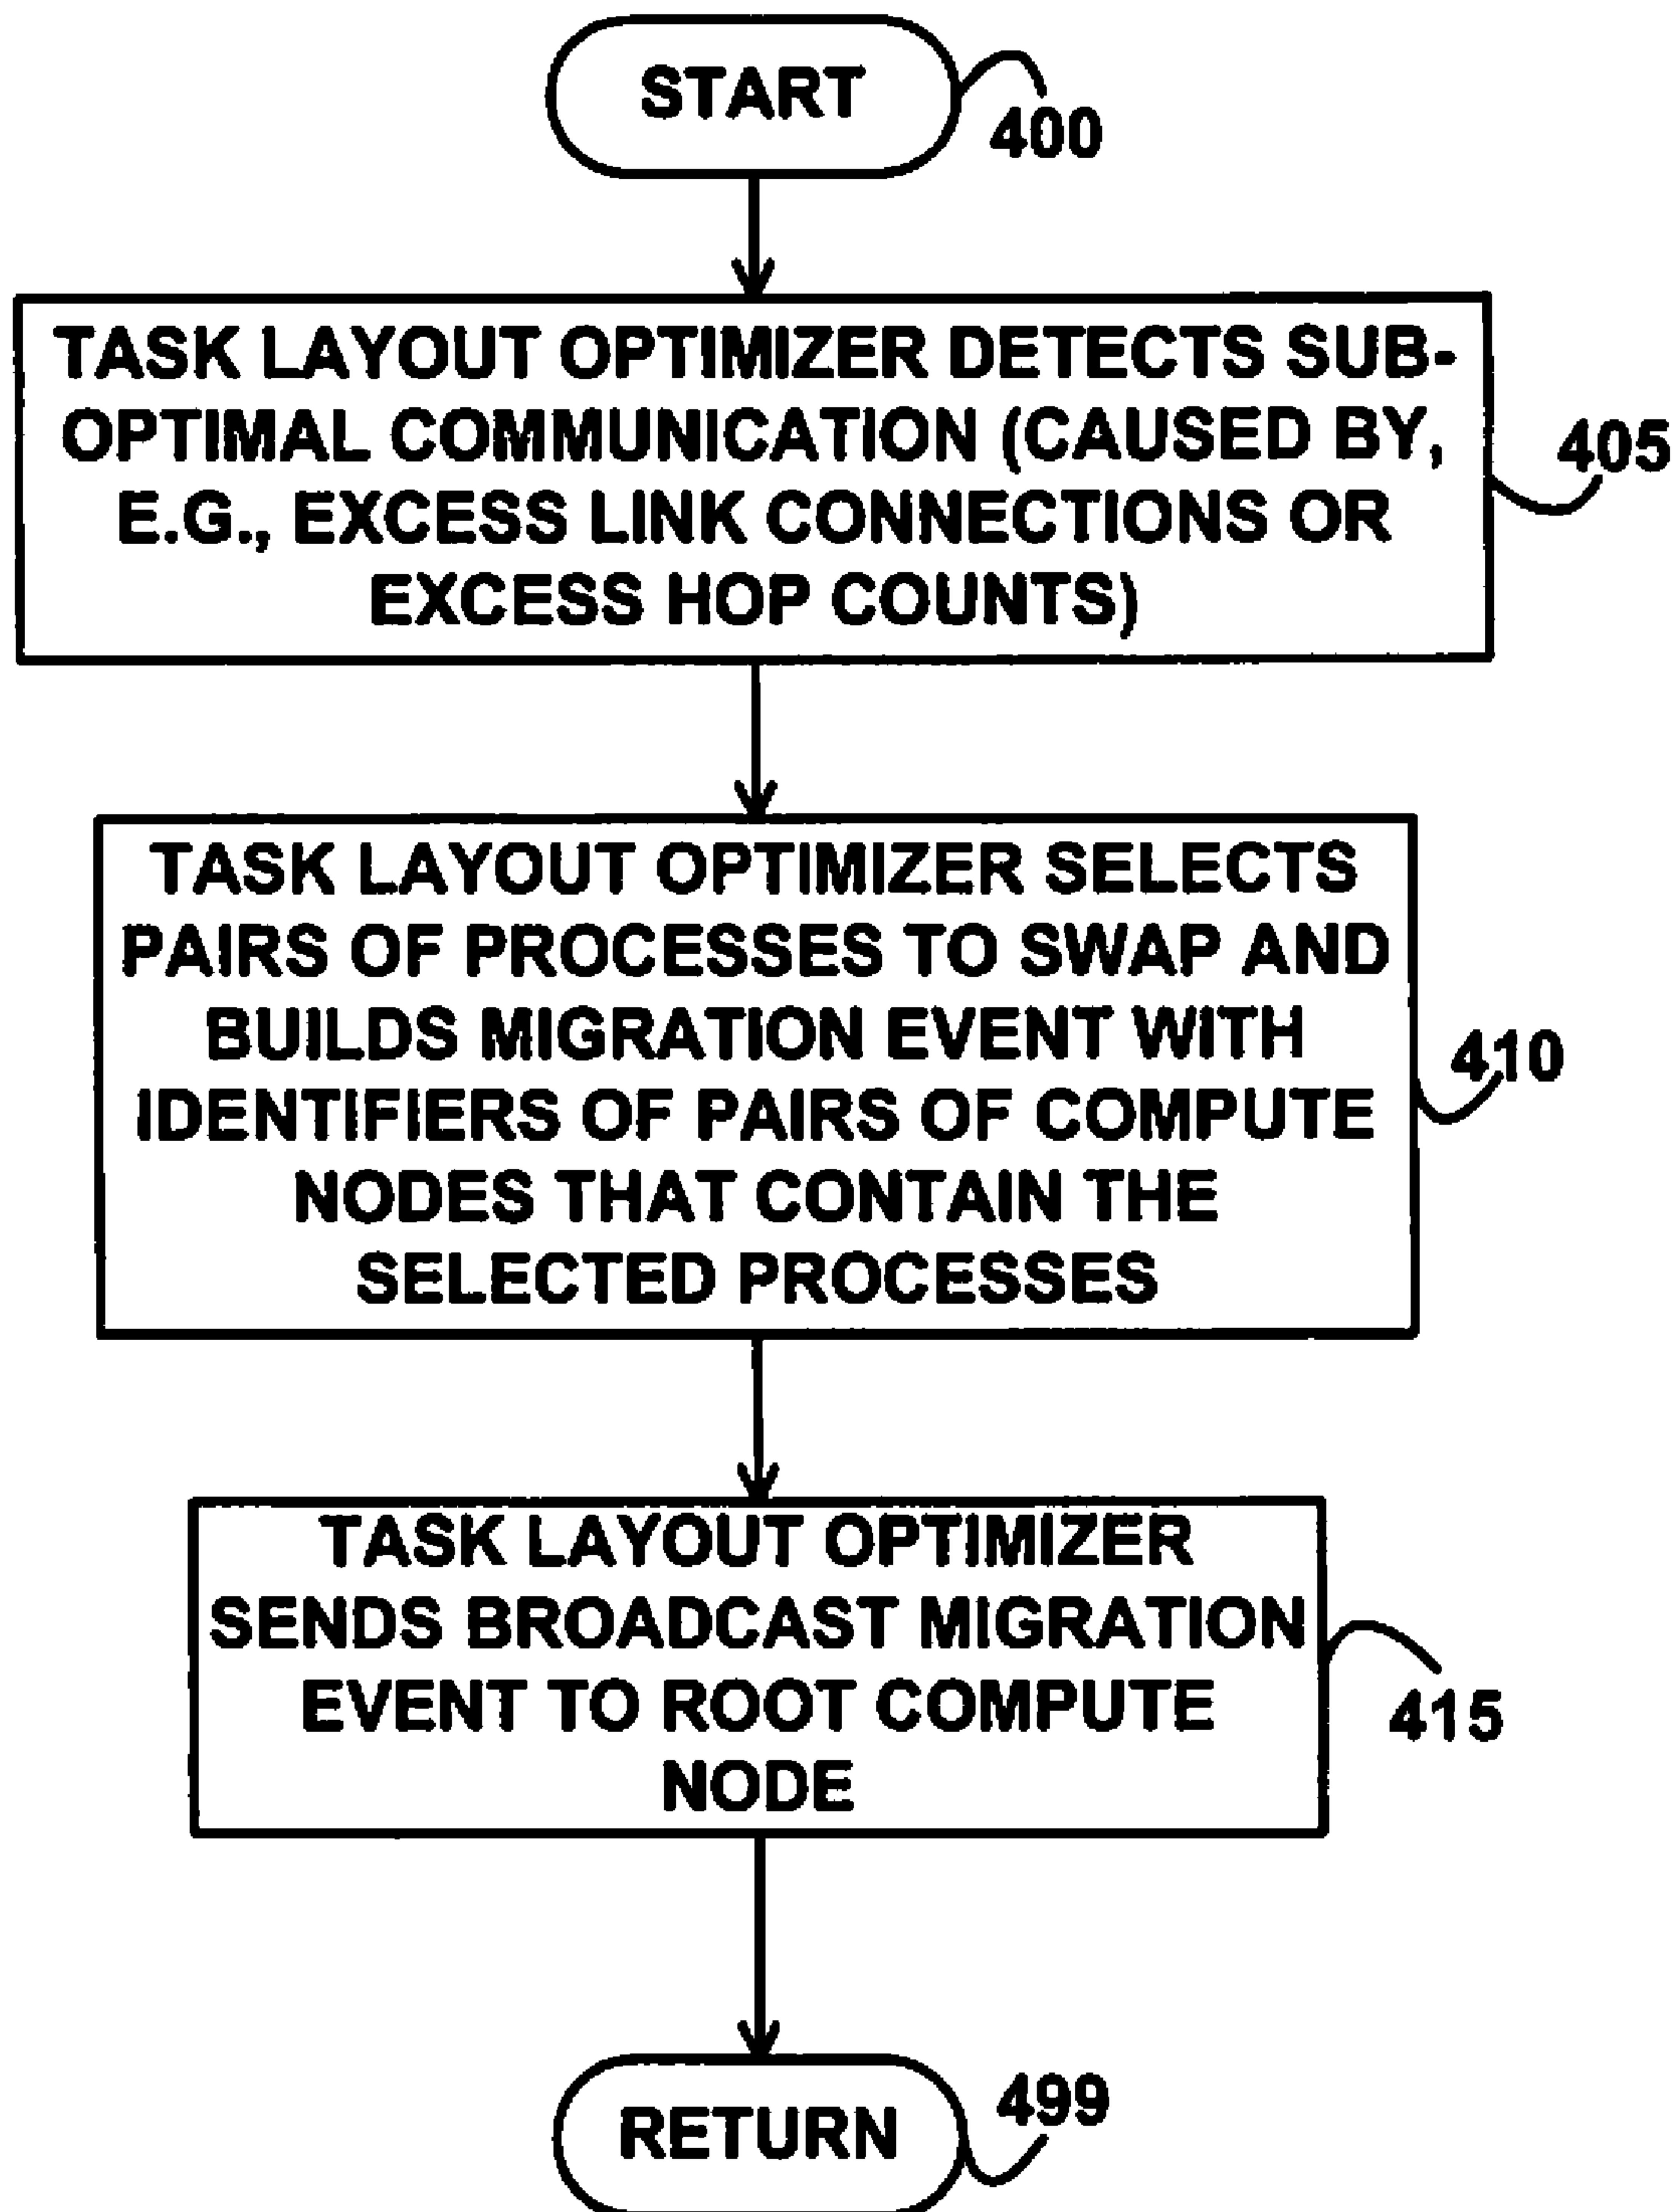 START
400
TASK LAYOUT OPTIMIZER DETECTS SUB-
OPTIMAL COMMUNICATION (CAUSED BY,
E.G., EXCESS LINK CONNECTIONS OR
EXCESS HOP COUNTS)
405
TASK LAYOUT OPTIMIZER SELECTS
PAIRS OF PROCESSES TO SWAP AND
BUILDS MIGRATION EVENT WITH
IDENTIFIERS OF PAIRS OF COMPUTE
NODES THAT CONTAIN THE
SELECTED PROCESSES
410
TASK LAYOUT OPTIMIZER
SENDS BROADCAST MIGRATION
EVENT TO ROOT COMPUTE
NODE
415
RETURN
499